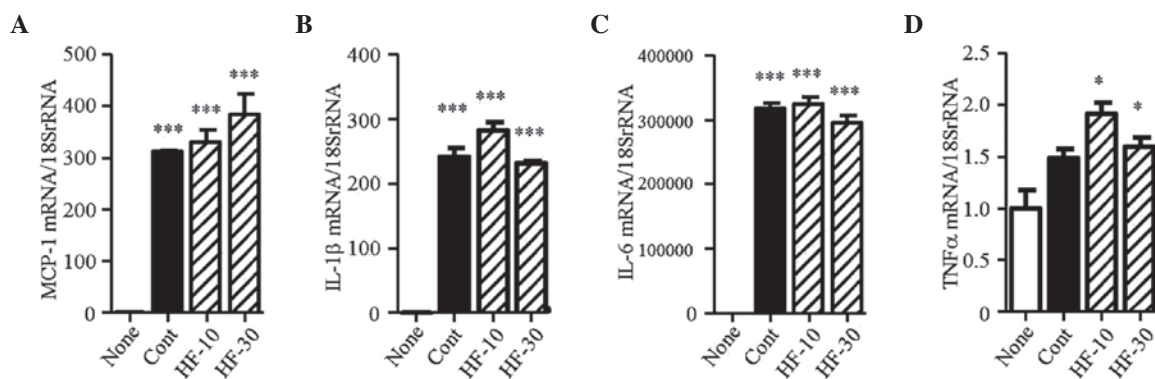 A
MCP-1 mRNA/18SrRNA
500
400
300
200
100
0
***
***
***
None
Cont
HF-10
HF-30
B
IL-1β mRNA/18SrRNA
400
300
200
100
0
***
***
***
None
Cont
HF-10
HF-30
C
IL-6 mRNA/18SrRNA
400000
300000
200000
100000
0
***
***
***
None
Cont
HF-10
HF-30
D
TNFα mRNA/18SrRNA
2.5
2.0
1.5
1.0
0.5
0
*
*
None
Cont
HF-10
HF-30